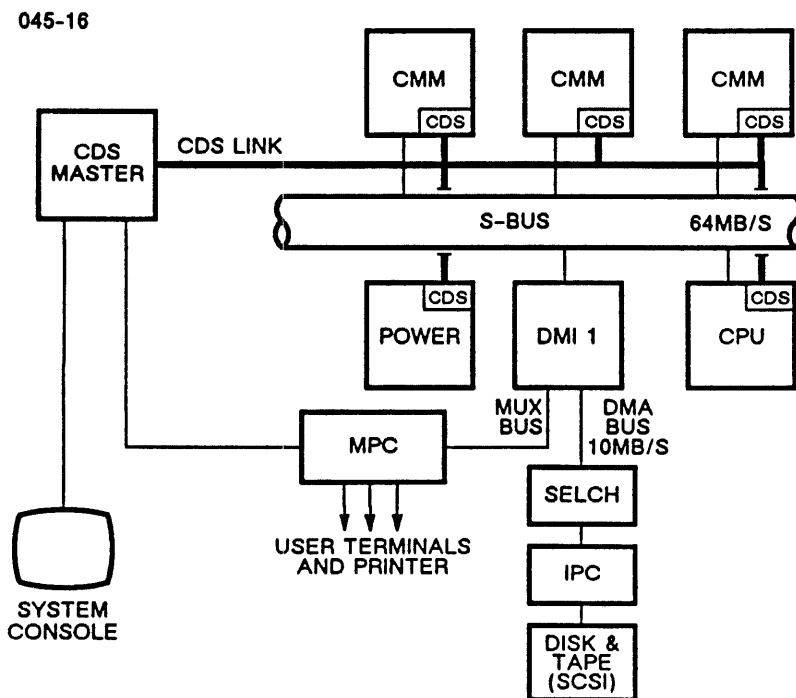 045-16
CMM
CMM
CMM
CDS
CDS
CDS
CDS
MASTER
CDS LINK
S-BUS
64MB/S
CDS
CDS
POWER
DMI 1
CPU
MUX
BUS
DMA
BUS
10MB/S
MPC
SELCH
USER TERMINALS
AND PRINTER
IPC
SYSTEM
CONSOLE
DISK &
TAPE
(SCSI)